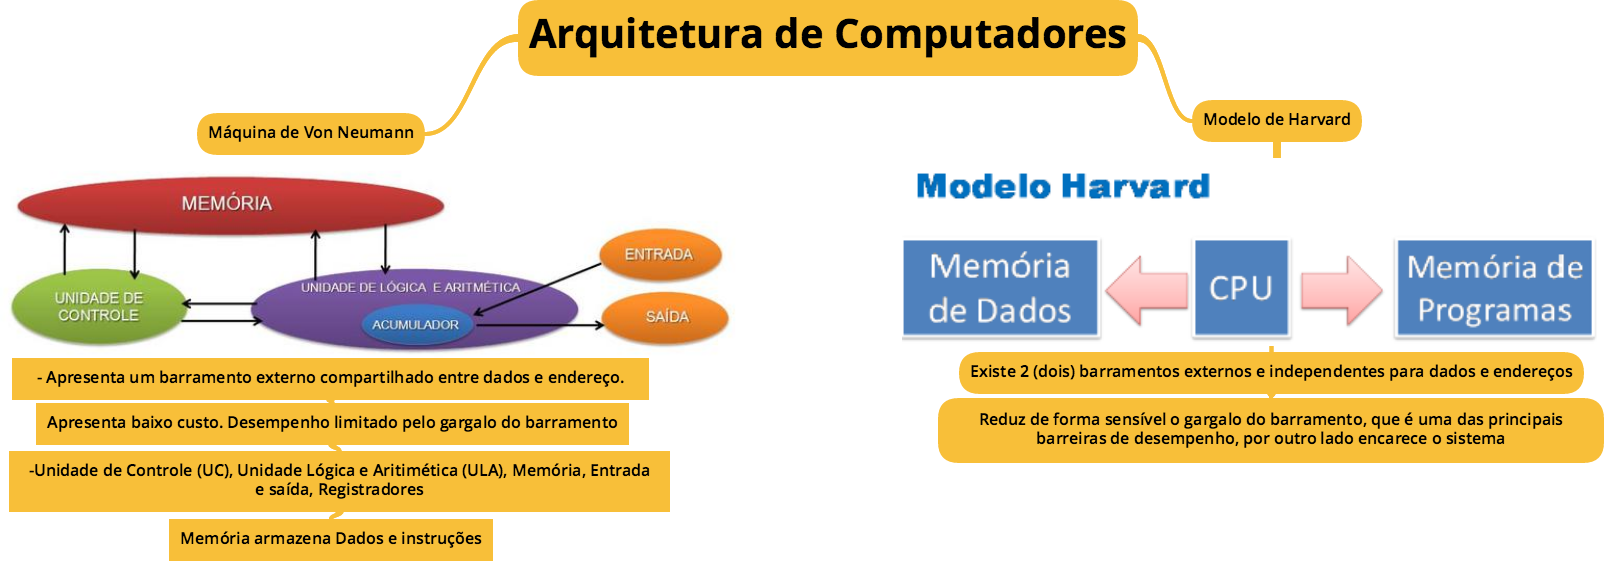 Arquitetura de Computadores
Máquina de Von Neumann
MEMÓRIA
ENTRADA
UNIDADE DE LÓGICA E ARITMÉTICA
UNIDADE DE
CONTROLE
ACUMULADOR
SAÍDA
- Apresenta um barramento externo compartilhado entre dados e endereço.
Apresenta baixo custo. Desempenho limitado pelo gargalo do barramento
-Unidade de Controle (UC), Unidade Lógica e Aritimética (ULA), Memória, Entrada
e saída, Registradores
Memória armazena Dados e instruções
Modelo de Harvard
Modelo Harvard
Memória
de Dados
CPU
Memória de
Programas
Existe 2 (dois) barramentos externos e independentes para dados e endereços
Reduz de forma sensível o gargalo do barramento, que é uma das principais
barreiras de desempenho, por outro lado encarece o sistema